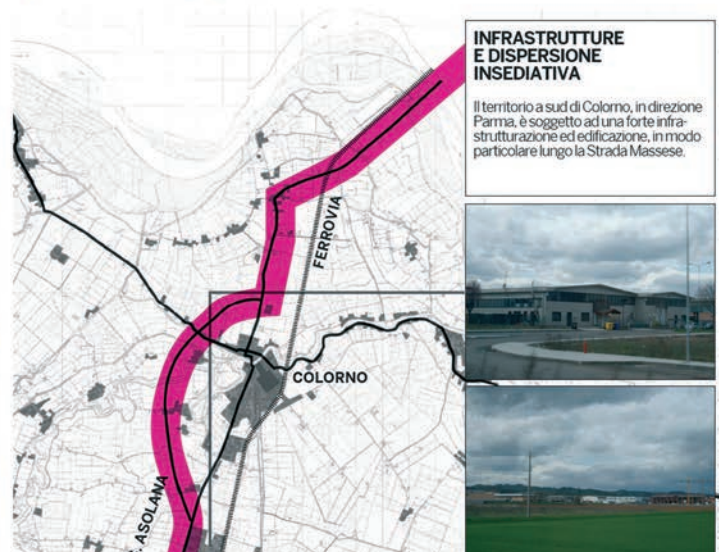 INFRASTRUTTURE
E DISPERSIONE
INSEDIATIVA
Il territorio a sud di Colorno, in direzione
Parma, è soggetto ad una forte infra-
strutturazione ed edificazione, in modo
particolare lungo la Strada Massese.
FERROVIA
COLORNO
ASOLANA